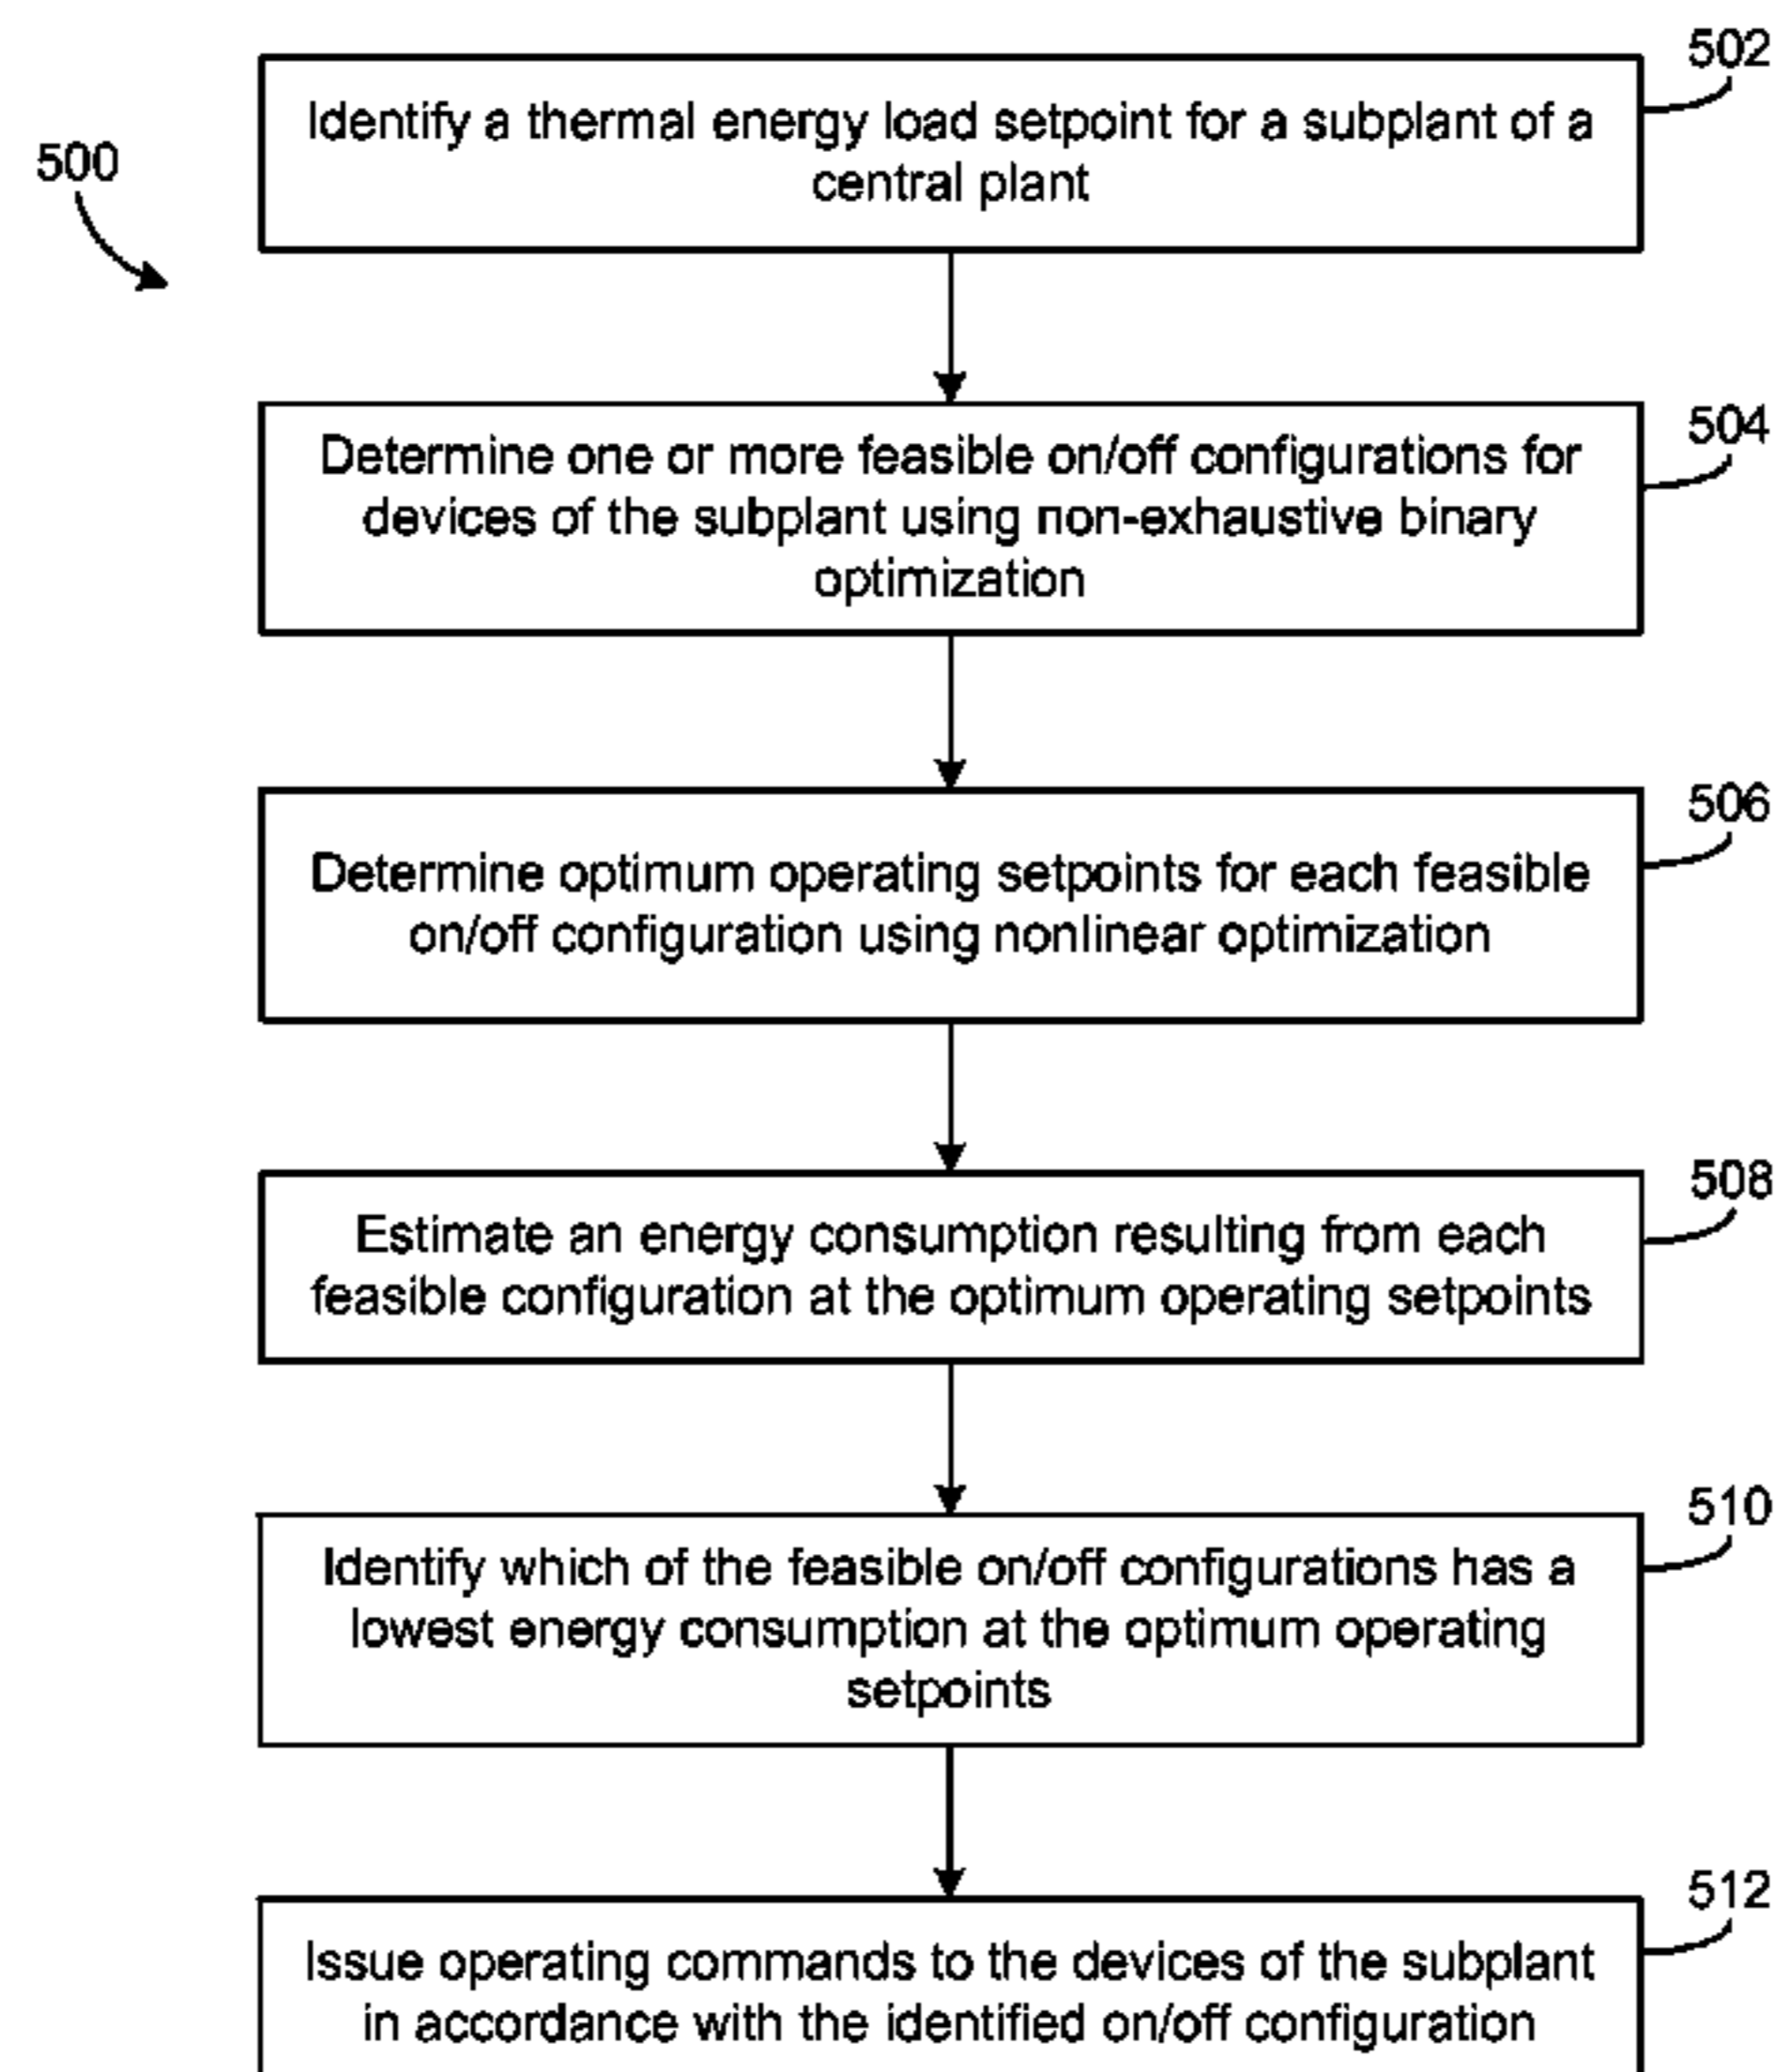 502
Identify a thermal energy load setpoint for a subplant of a
central plant
500
504
Determine one or more feasible on/off configurations for
devices of the subplant using non-exhaustive binary
optimization
506
Determine optimum operating setpoints for each feasible
on/off configuration using nonlinear optimization
508
Estimate an energy consumption resulting from each
feasible configuration at the optimum operating setpoints
510
Identify which of the feasible on/off configurations has a
lowest energy consumption at the optimum operating
setpoints
512
Issue operating commands to the devices of the subplant
in accordance with the identified on/off configuration